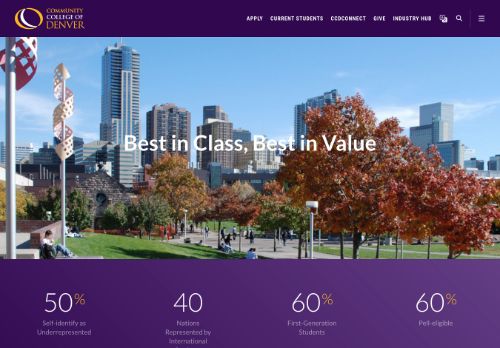 COMMUNITY
COLLEGE OF
DENVER
APPLY CURRENT STUDENTS CCDCONNECT GIVE INDUSTRY HUB
Best in Class, Best in Value
50% 40 60% 60%
Self-identify as Nations First-Generation Pell-eligible
Underrepresented Represented by Students
International